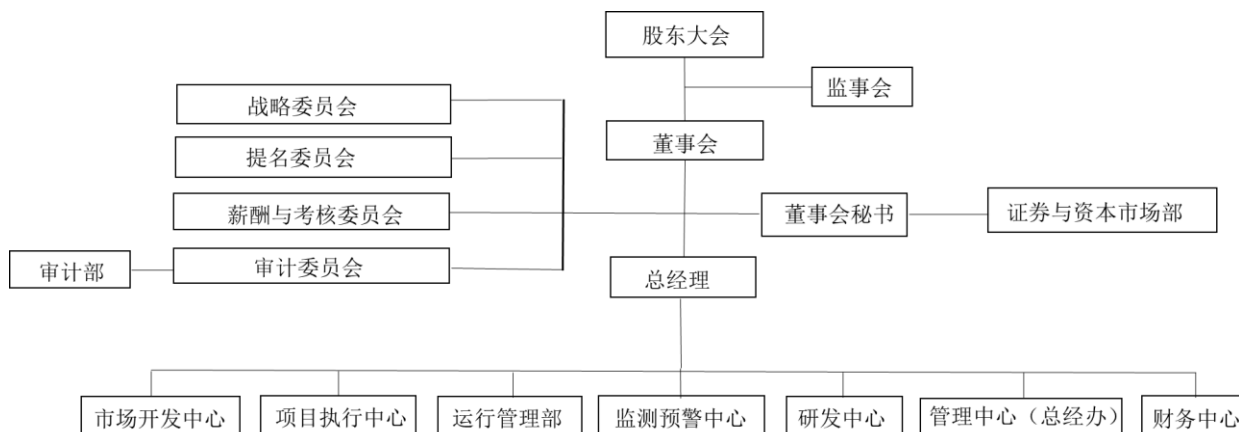 股东大会
监事会
战略委员会
董事会
提名委员会
薪酬与考核委员会
董事会秘书
证券与资本市场部
审计部
审计委员会
总经理
市场开发中心
项目执行中心
运行管理部
监测预警中心
研发中心
管理中心（总经办）
财务中心